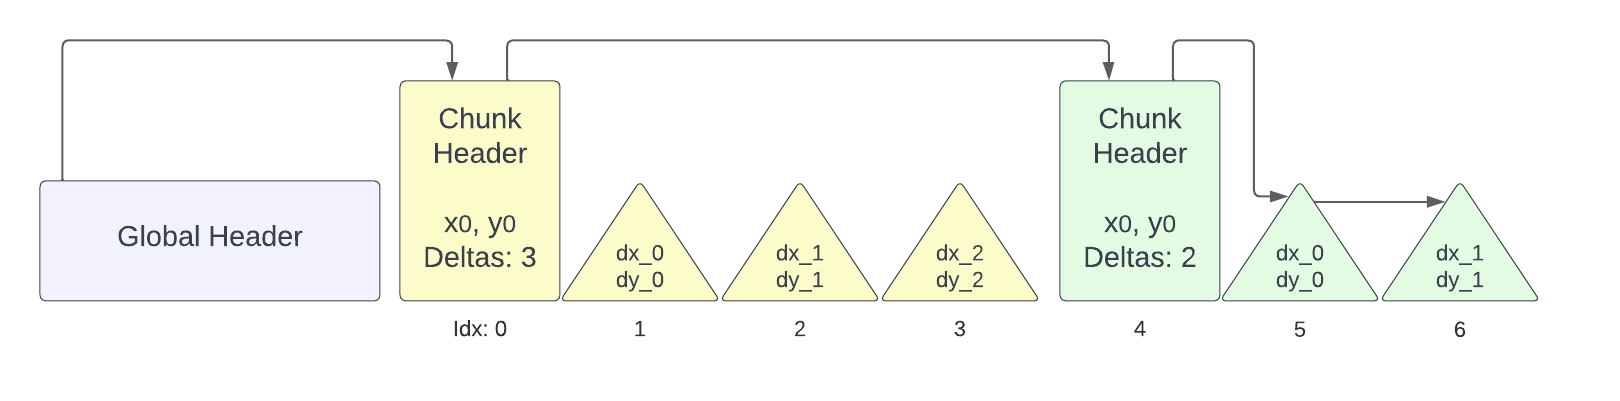 Global Header
Chunk
Header
x0, y0
Deltas: 3
dx_0
dy_0
dx_1
dy_1
dx_2
dy_2
Chunk
Header
x0, y0
Deltas: 2
dx_0
dy_0
dx_1
dy_1
Idx: 0
1
2
3
4
5
6